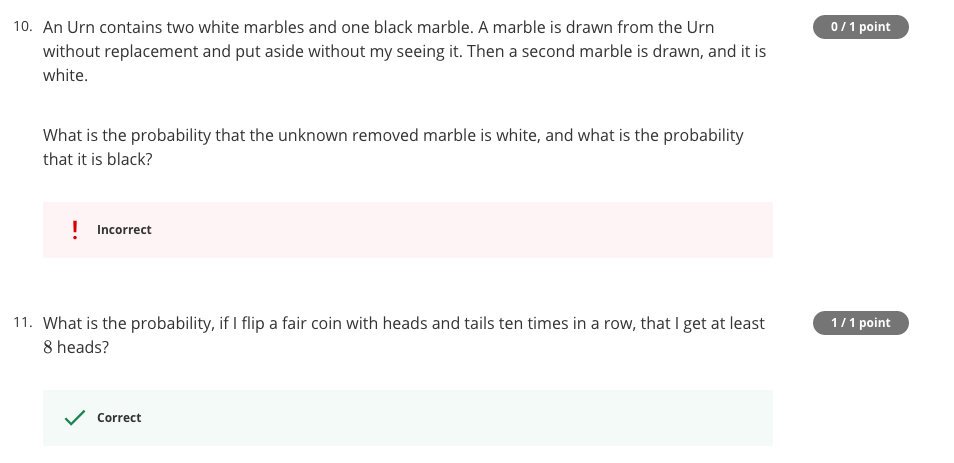 10. An Urn contains two white marbles and one black marble. A marble is drawn from the Urn
0 / 1 point
without replacement and put aside without my seeing it. Then a second marble is drawn, and it is
white.
What is the probability that the unknown removed marble is white, and what is the probability
that it is black?
! Incorrect
11. What is the probability, if I flip a fair coin with heads and tails ten times in a row, that I get at least
1 / 1 point
8 heads?
Correct